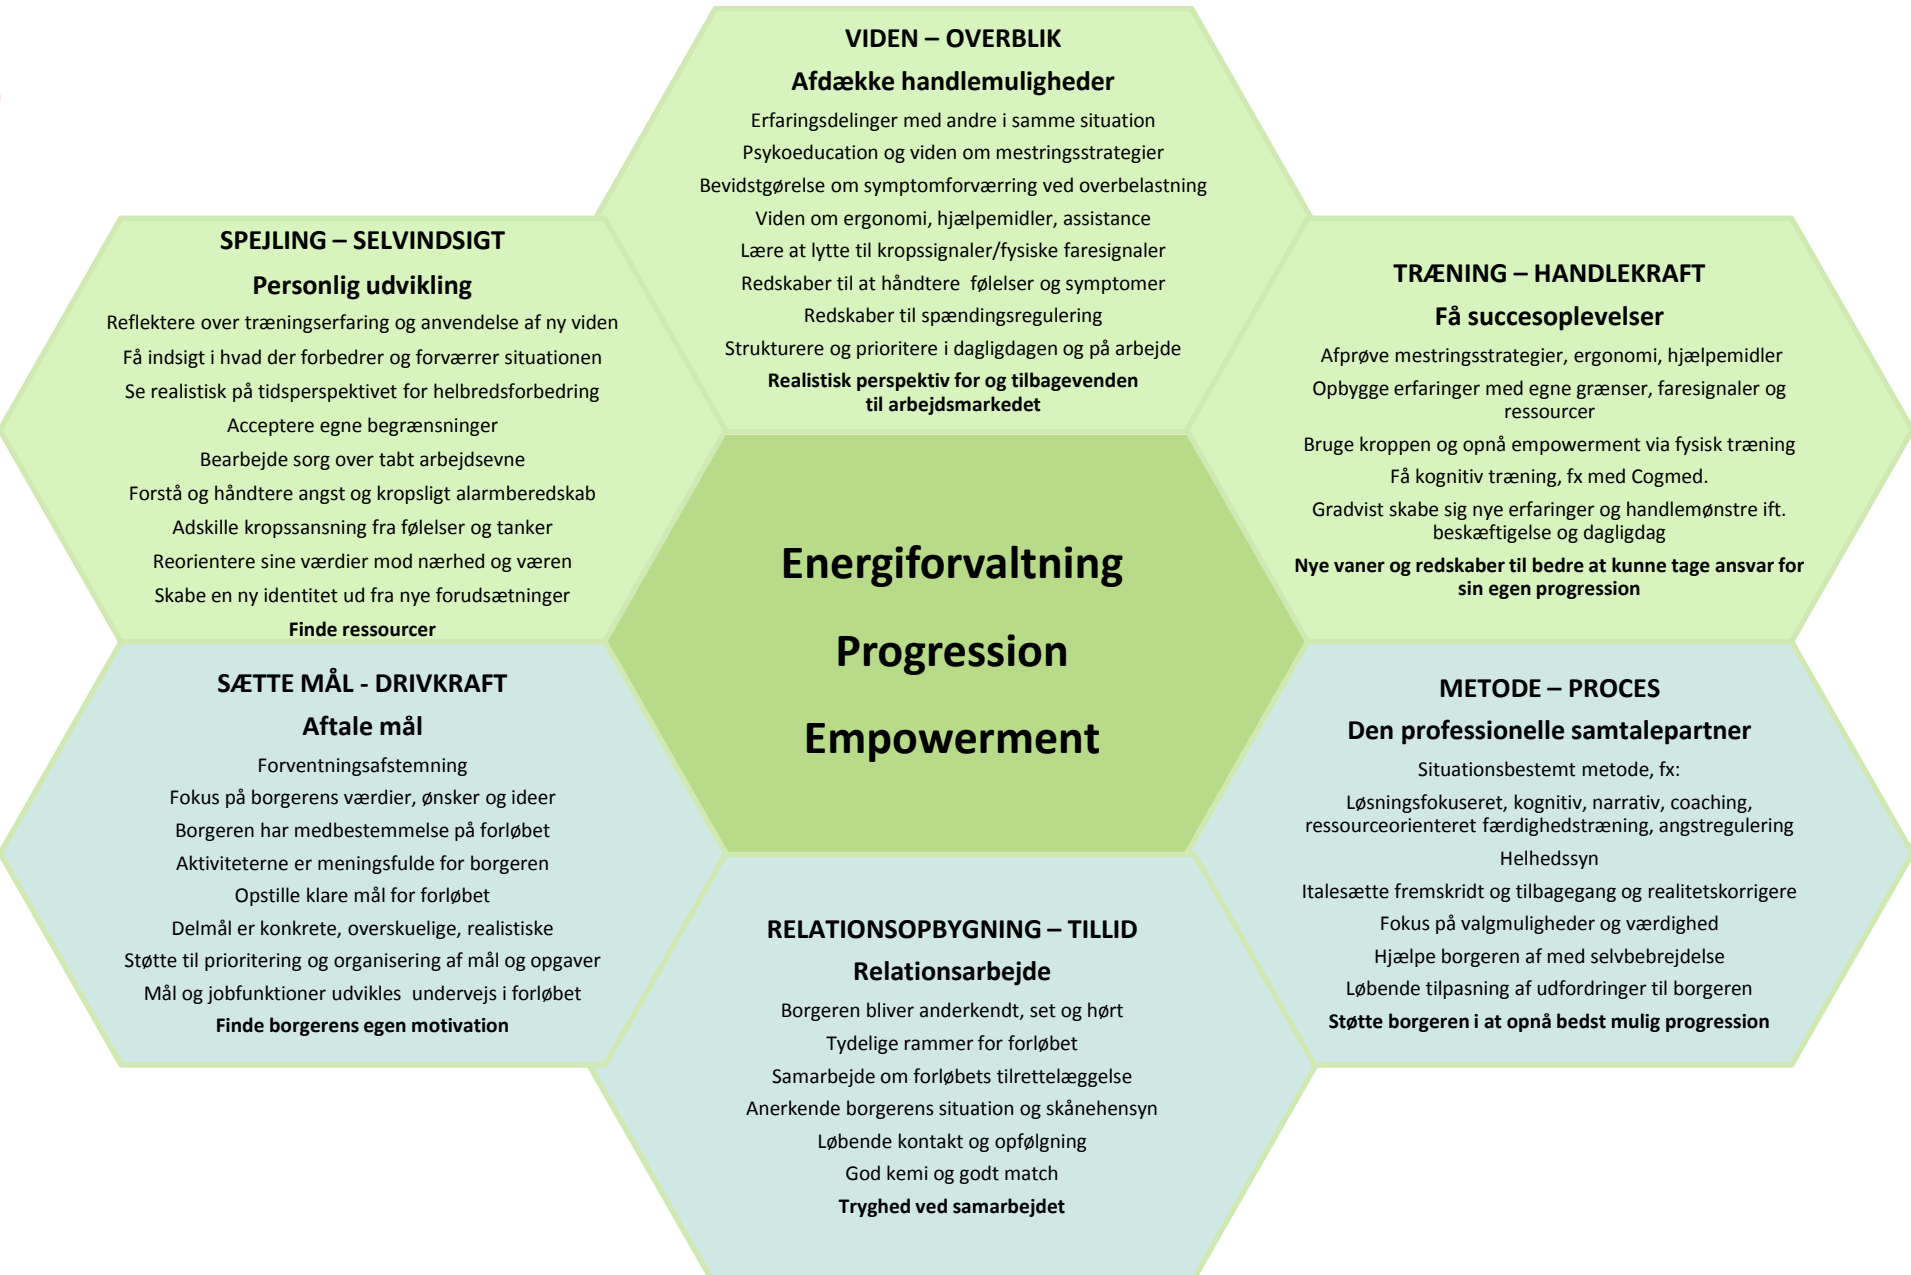 VIDEN – OVERBLIK
Afdække handlemuligheder
Erfaringsdelinger med andre i samme situation
Psykoeducation og viden om mestringsstrategier
Bevidstgørelse om symptomforværring ved overbelastning
Viden om ergonomi, hjælpemidler, assistance
Lære at lytte til kropssignaler/fysiske faresignaler
Redskaber til at håndtere følelser og symptomer
Redskaber til spændingsregulering
Strukturere og prioritere i dagligdagen og på arbejde
Realistisk perspektiv for og tilbagevenden
til arbejdsmarkedet
SPEJLING – SELVINDSIGT
Personlig udvikling
Reflektere over træningserfaring og anvendelse af ny viden
Få indsigt i hvad der forbedrer og forværrer situationen
Se realistisk på tidsperspektivet for helbredsforbedring
Acceptere egne begrænsninger
Bearbejde sorg over tabt arbejdsevne
Forstå og håndtere angst og kropsligt alarmberedskab
Adskille kropssansning fra følelser og tanker
Reorientere sine værdier mod nærhed og væren
Skabe en ny identitet ud fra nye forudsætninger
Finde ressourcer
TRÆNING – HANDLEKRAFT
Få succesoplevelser
Afprøve mestringsstrategier, ergonomi, hjælpemidler
Opbygge erfaringer med egne grænser, faresignaler og
ressourcer
Bruge kroppen og opnå empowerment via fysisk træning
Få kognitiv træning, fx med Cogmed.
Gradvist skabe sig nye erfaringer og handlemønstre ift.
beskæftigelse og dagligdag
Nye vaner og redskaber til bedre at kunne tage ansvar for
sin egen progression
Energiforvaltning
Progression
Empowerment
SÆTTE MÅL - DRIVKRAFT
Aftale mål
Forventningsafstemning
Fokus på borgerens værdier, ønsker og ideer
Borgeren har medbestemmelse på forløbet
Aktiviteterne er meningsfulde for borgeren
Opstille klare mål for forløbet
Delmål er konkrete, overskuelige, realistiske
Støtte til prioritering og organisering af mål og opgaver
Mål og jobfunktioner udvikles undervejs i forløbet
Finde borgerens egen motivation
METODE – PROCES
Den professionelle samtalepartner
Situationsbestemt metode, fx:
Løsningsfokuseret, kognitiv, narrativ, coaching,
ressourceorienteret færdighedstræning, angstregulering
Helhedssyn
Italesætte fremskridt og tilbagegang og realitetskorrigere
Fokus på valgmuligheder og værdighed
Hjælpe borgeren af med selvbebrejdelse
Løbende tilpasning af udfordringer til borgeren
Støtte borgeren i at opnå bedst mulig progression
RELATIONSOPBYGNING – TILLID
Relationsarbejde
Borgeren bliver anderkendt, set og hørt
Tydelige rammer for forløbet
Samarbejde om forløbets tilrettelæggelse
Anerkende borgerens situation og skånehensyn
Løbende kontakt og opfølgning
God kemi og godt match
Tryghed ved samarbejdet